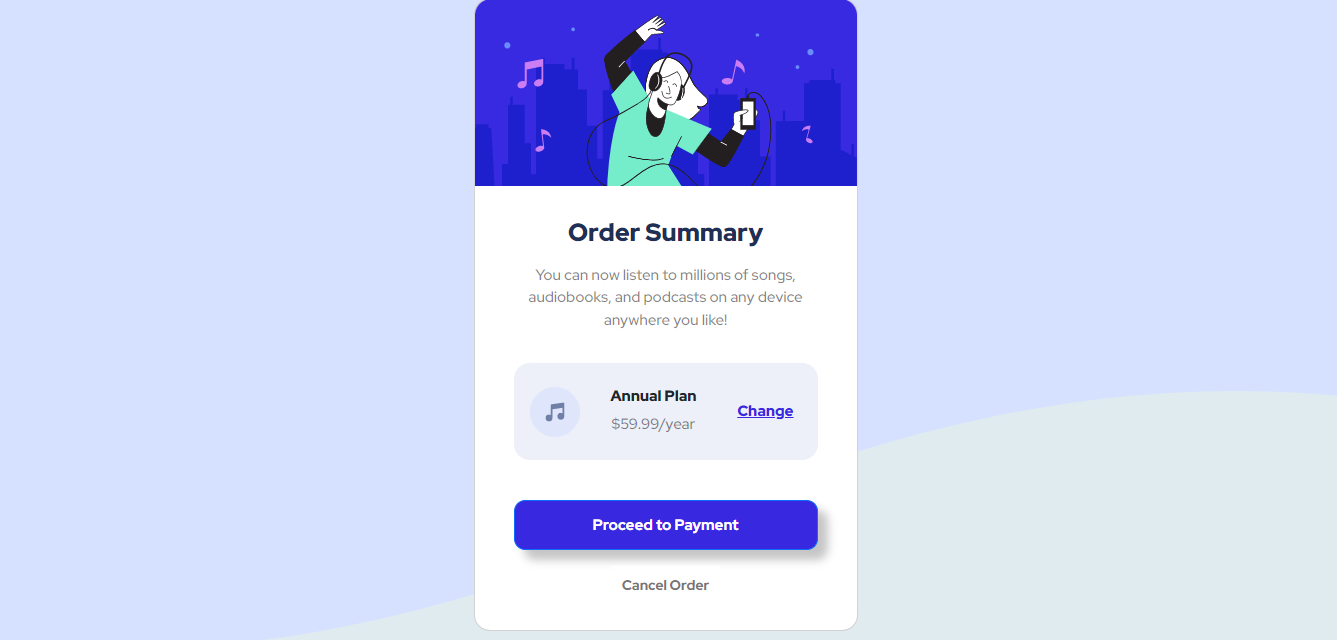 Order Summary
You can now listen to millions of songs,
audiobooks, and podcasts on any device
anywhere you like!
Annual Plan
$59.99/year
Change
Proceed to Payment
Cancel Order